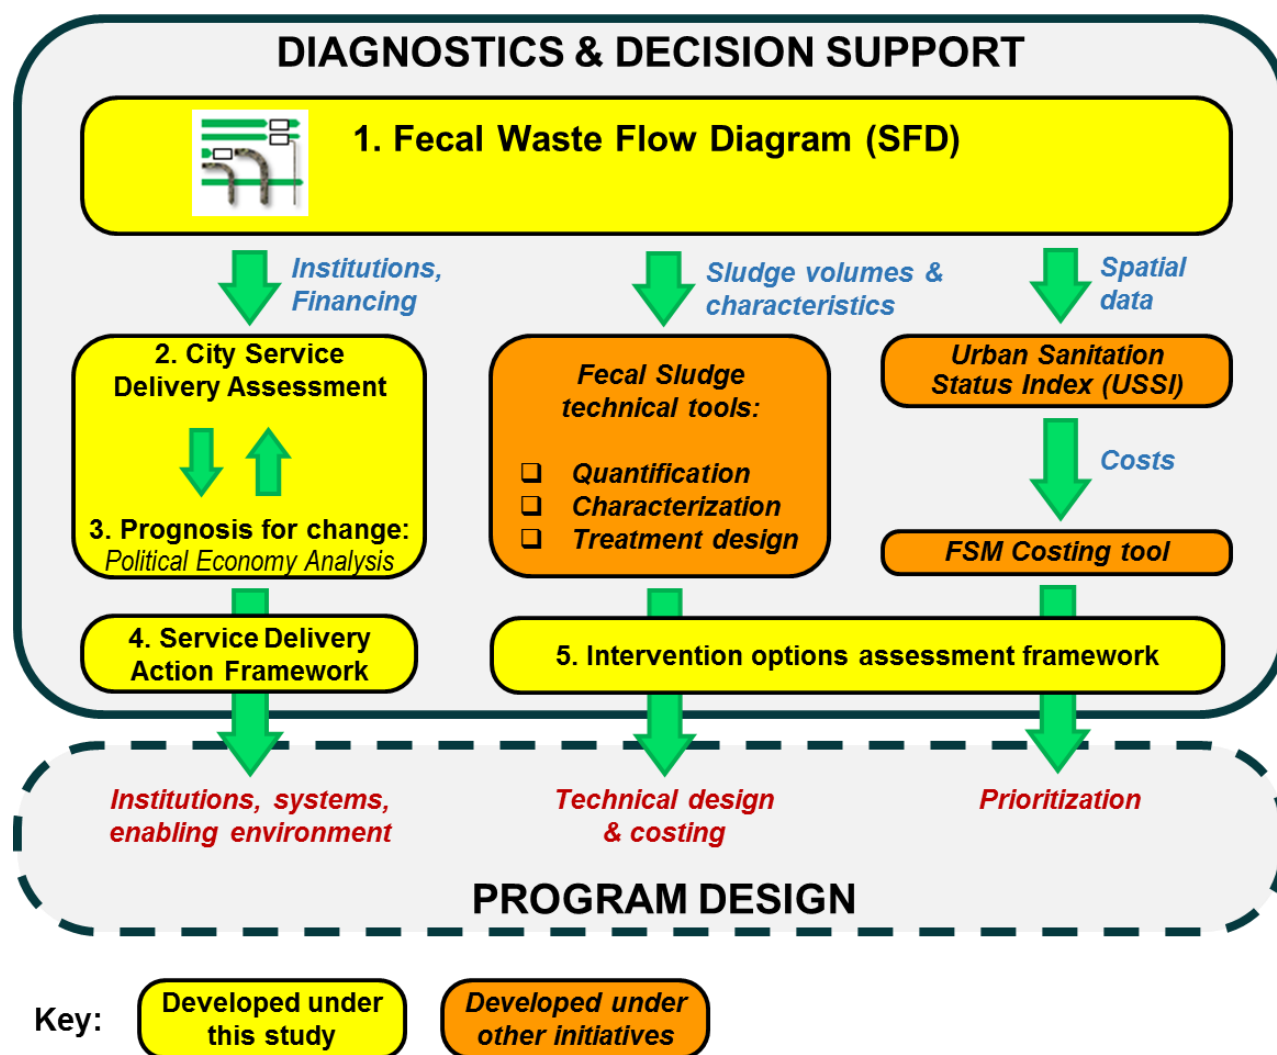 DIAGNOSTICS & DECISION SUPPORT
1. Fecal Waste Flow Diagram (SFD)
Institutions,
Financing
Sludge volumes &
characteristics
Spatial
data
2. City Service
Delivery Assessment
3. Prognosis for change:
Political Economy Analysis
Fecal Sludge
technical tools:
Quantification
Characterization
Treatment design
Urban Sanitation
Status Index (USSI)
Costs
FSM Costing tool
4. Service Delivery
Action Framework
5. Intervention options assessment framework
Institutions, systems,
enabling environment
Technical design
& costing
Prioritization
PROGRAM DESIGN
Key:
Developed under
this study
Developed under
other initiatives